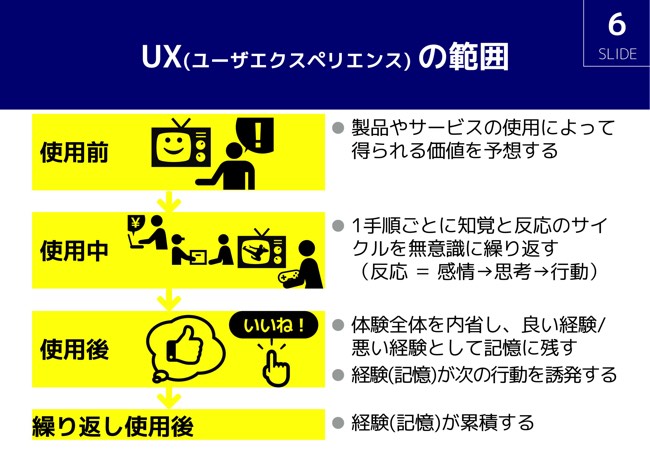 6
SLIDE
UX(ユーザエクスペリエンス) の範囲
使用前
!
● 製品やサービスの使用によって
得られる価値を予想する
使用中
¥
● 1手順ごとに知覚と反応のサイ
クルを無意識に繰り返す
（反応 ＝ 感情→思考→行動）
使用後
いいね！
● 体験全体を内省し、良い経験/
悪い経験として記憶に残す
● 経験(記憶)が次の行動を誘発する
繰り返し使用後
● 経験(記憶)が累積する